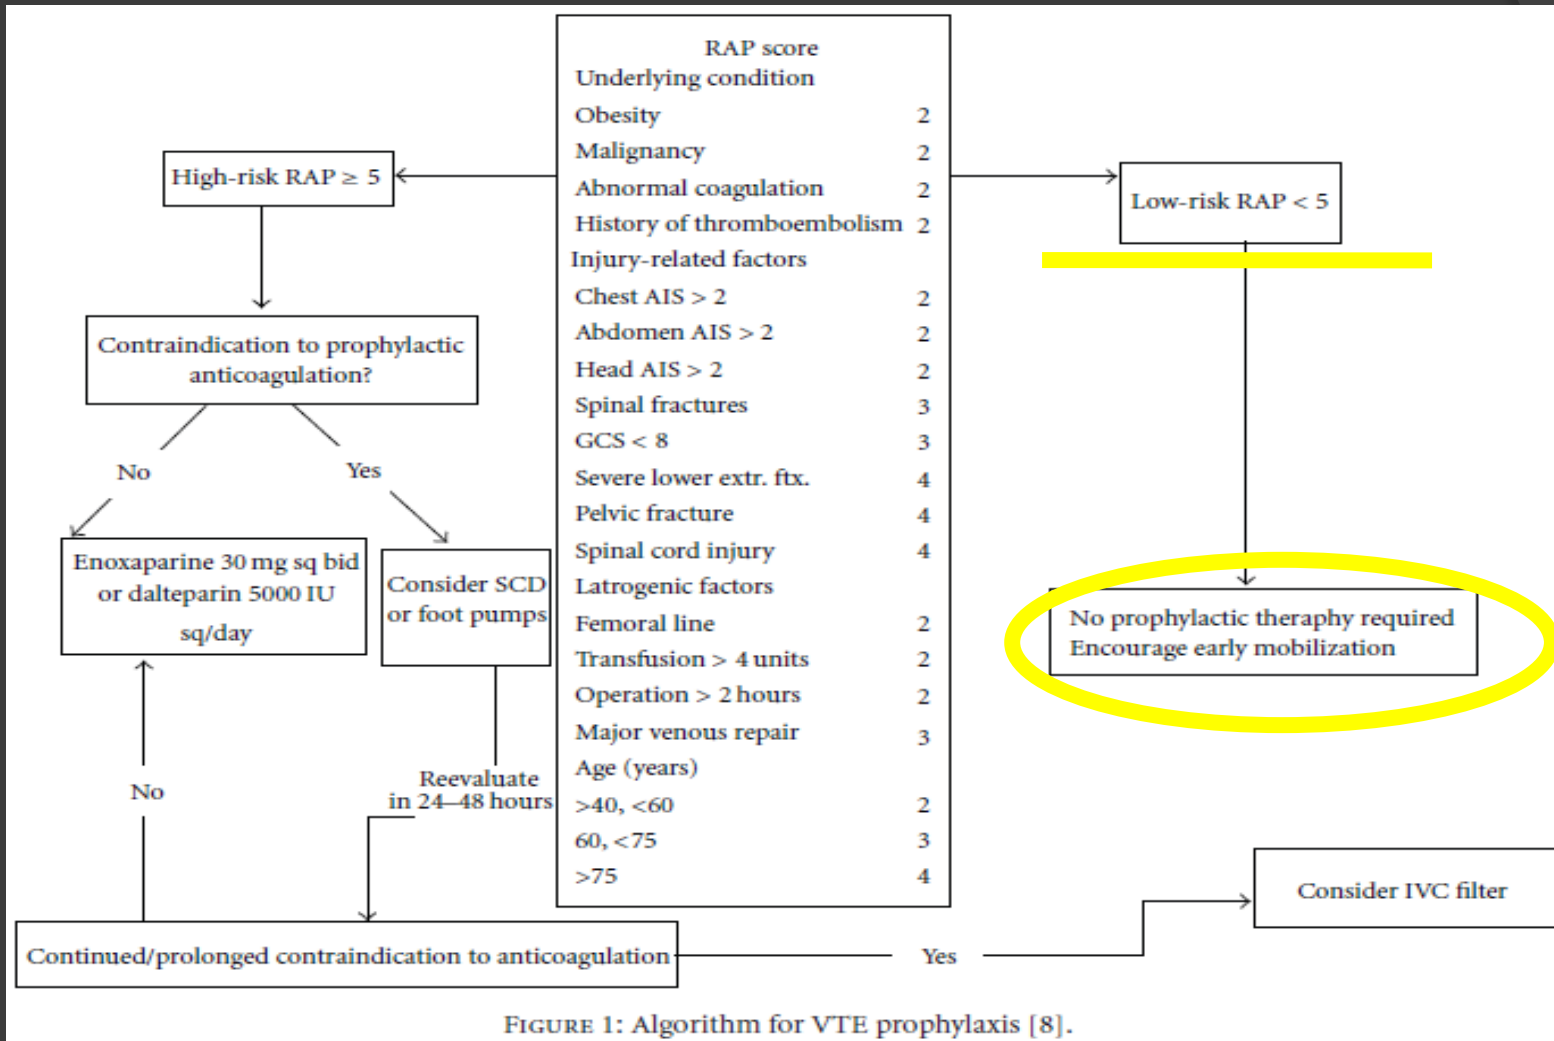 RAP score
Underlying condition
Obesity 2
Malignancy 2
Abnormal coagulation 2
History of thromboembolism 2
Injury-related factors
Chest AIS > 2 2
Abdomen AIS > 2 2
Head AIS > 2 2
Spinal fractures 3
GCS < 8 3
Severe lower extr. ftx. 4
Pelvic fracture 4
Spinal cord injury 4
Latrogenic factors
Femoral line 2
Transfusion > 4 units 2
Operation > 2 hours 2
Major venous repair 3
Age (years)
>40, <60 2
60, <75 3
>75 4
High-risk RAP ≥ 5
Contraindication to prophylactic
anticoagulation?
No
Yes
Enoxaparine 30 mg sq bid
or dalteparin 5000 IU
sq/day
Consider SCD
or foot pumps
Reevaluate
in 24–48 hours
No
Continued/prolonged contraindication to anticoagulation
Yes
Consider IVC filter
Low-risk RAP < 5
No prophylactic theraphy required
Encourage early mobilization
FIGURE 1: Algorithm for VTE prophylaxis [8].